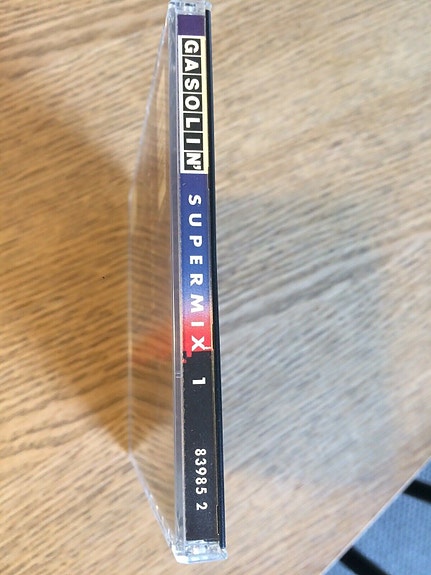 GASOLIN' SUPERMIX 1 83985 2